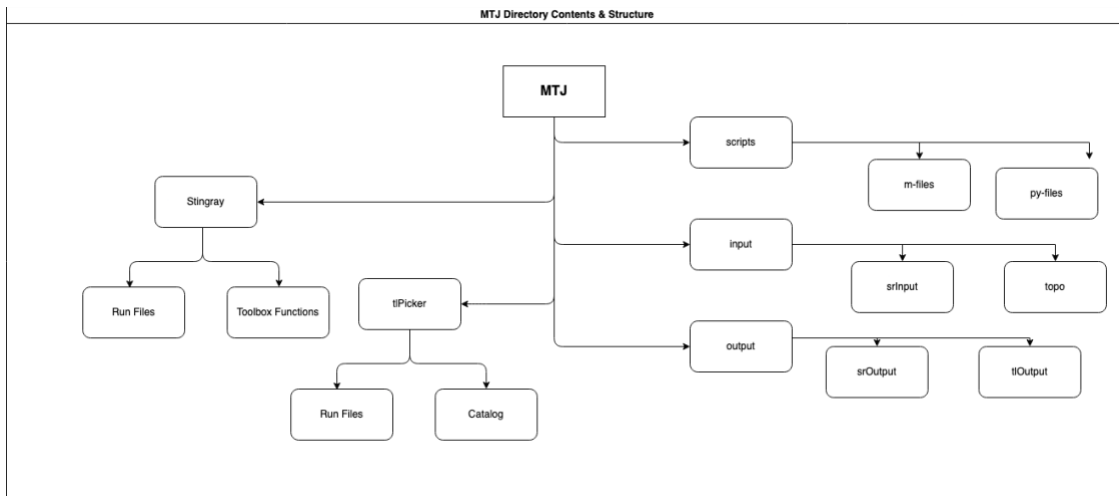 MTJ Directory Contents & Structure
MTJ
scripts
m-files
py-files
Stingray
input
Run Files
Toolbox Functions
srInput
topo
tlPicker
output
srOutput
tlOutput
Run Files
Catalog